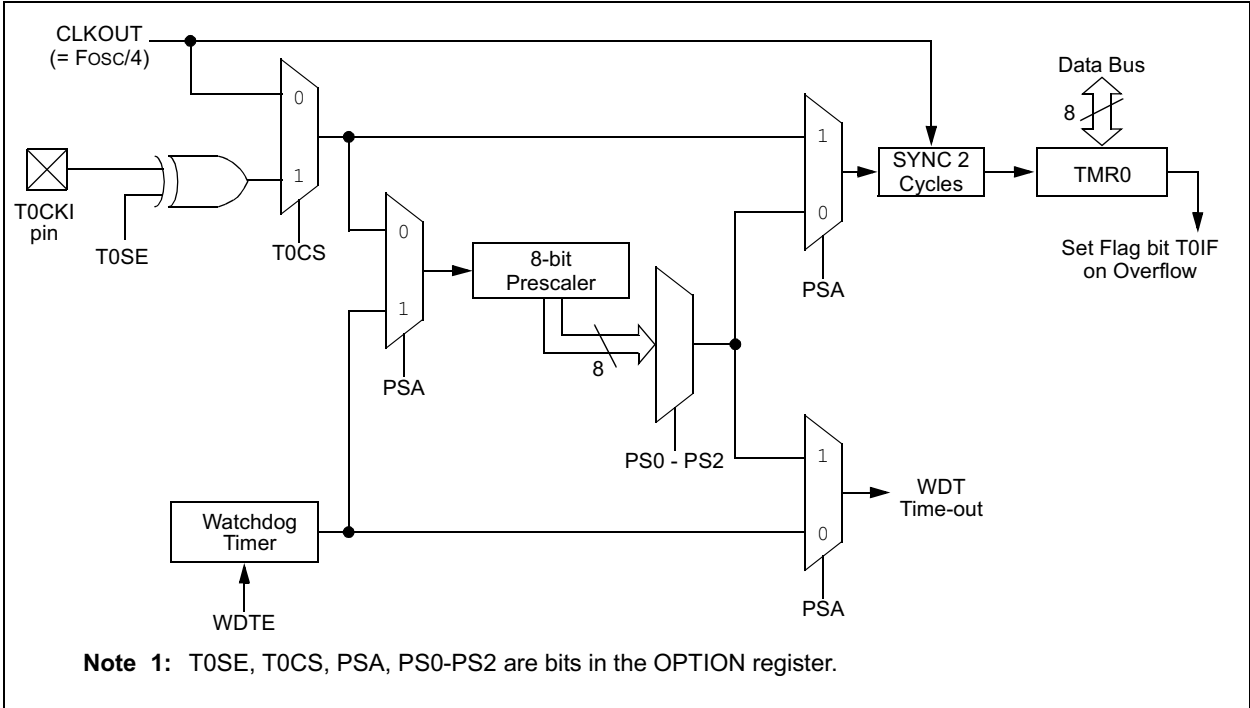 CLKOUT
(= FOSC/4)
0
1
T0CKI
pin
T0SE
T0CS
0
1
PSA
8-bit
Prescaler
8
PS0 - PS2
1
0
PSA
SYNC 2
Cycles
Data Bus
8
TMR0
Set Flag bit T0IF
on Overflow
Watchdog
Timer
WDTE
1
0
PSA
WDT
Time-out
Note 1: T0SE, T0CS, PSA, PS0-PS2 are bits in the OPTION register.